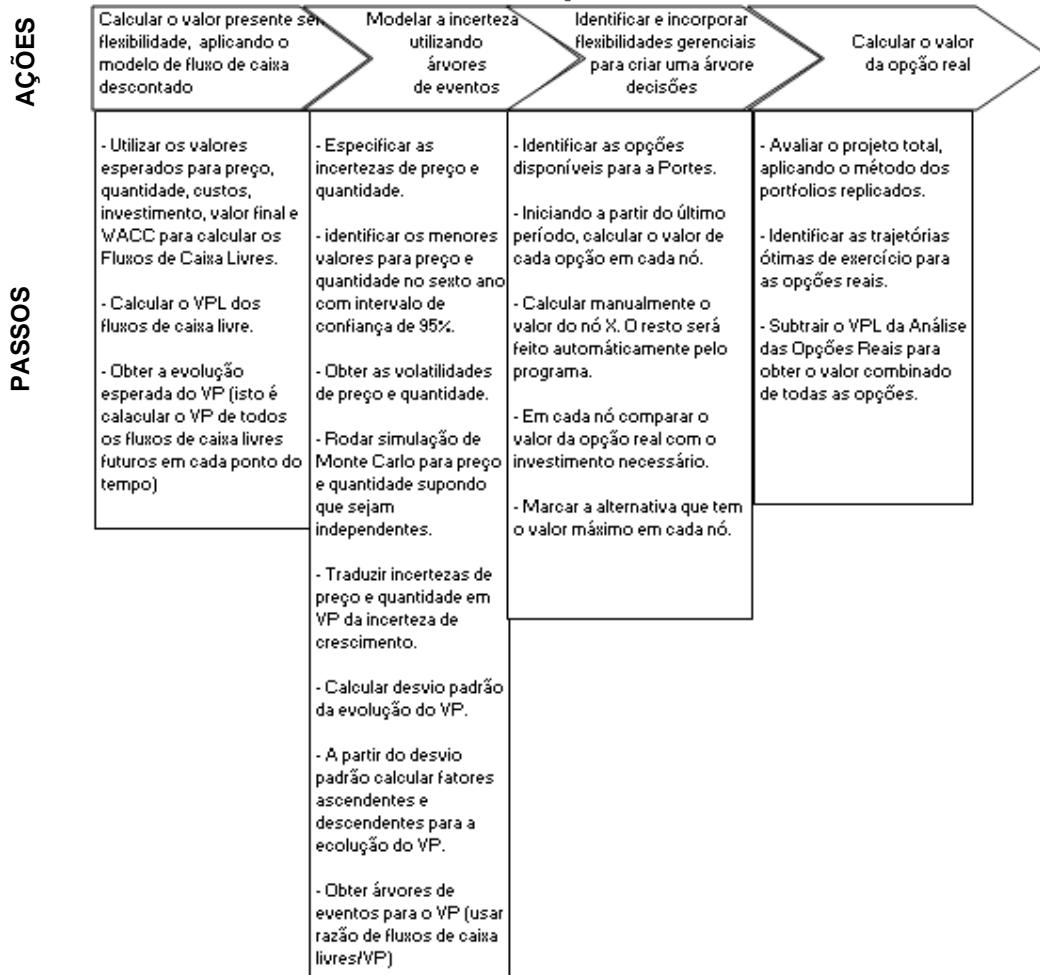 AÇÕES
Calcular o valor presente sem
flexibilidade, aplicando o
modelo de fluxo de caixa
descontado
Modelar a incerteza
utilizando
árvores
de eventos
Identificar e incorporar
flexibilidades gerenciais
para criar uma árvore
decisões
Calcular o valor
da opção real
PASSOS
- Utilizar os valores
esperados para preço,
quantidade, custos,
investimento, valor final e
WACC para calcular os
Fluxos de Caixa Livres.
- Calcular o VPL dos
fluxos de caixa livre.
- Obter a evolução
esperada do VP (isto é
calacular o VP de todos
os fluxos de caixa livres
futuros em cada ponto do
tempo)
- Especificar as
incertezas de preço e
quantidade.
- identificar os menores
valores para preço e
quantidade no sexto ano
com intervalo de
confiança de 95%.
- Obter as volatilidades
de preço e quantidade.
- Rodar simulação de
Monte Carlo para preço
e quantidade supondo
que sejam
independentes.
- Traduzir incertezas de
preço e quantidade em
VP da incerteza de
crescimento.
- Calcular desvio padrão
da evolução do VP.
- A partir do desvio
padrão calcular fatores
ascendentes e
descendentes para a
ecolução do VP.
- Obter árvores de
eventos para o VP (usar
razão de fluxos de caixa
livres/VP)
- Identificar as opções
disponíveis para a Portes.
- Iniciando a partir do último
período, calcular o valor de
cada opção em cada nó.
- Calcular manualmente o
valor do nó X. O resto será
feito automáticamente pelo
programa.
- Em cada nó comparar o
valor da opção real com o
investimento necessário.
- Marcar a alternativa que tem
o valor máximo em cada nó.
- Avaliar o projeto total,
aplicando o método dos
portfolios replicados.
- Identificar as trajetórias
ótimas de exercício para
as opções reais.
- Subtrair o VPL da Análise
das Opções Reais para
obter o valor combinado
de todas as opções.